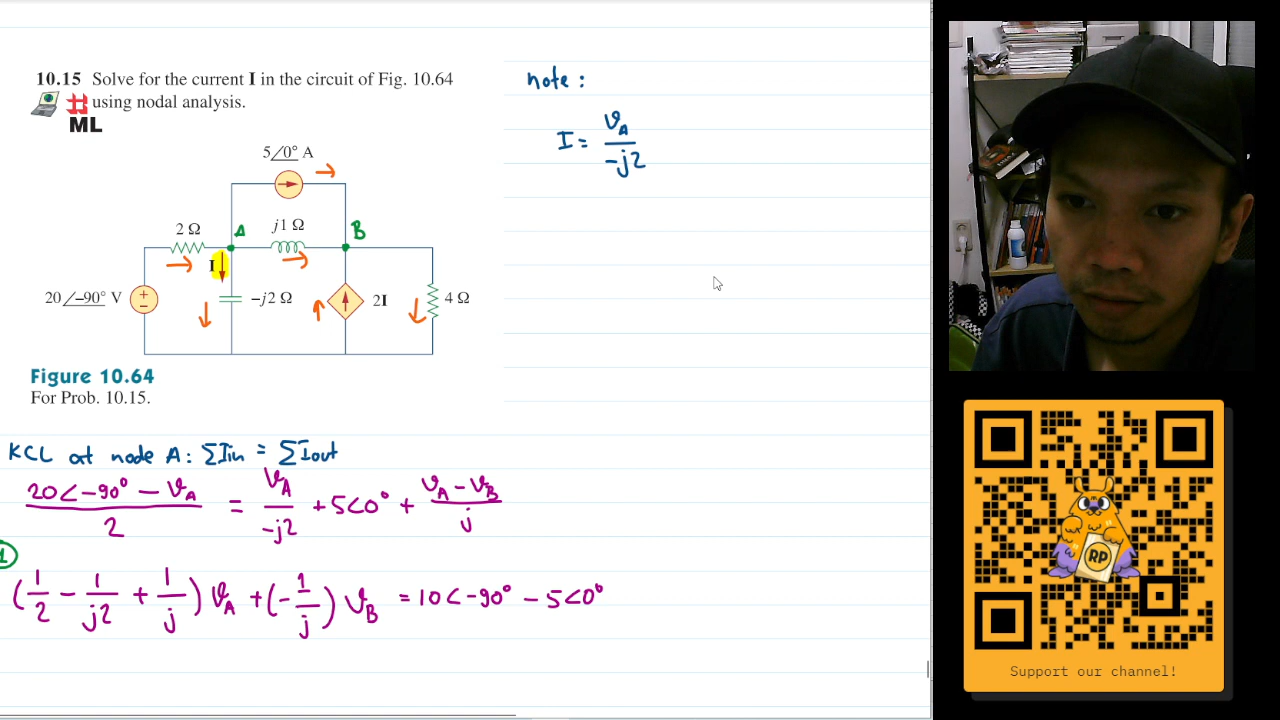 10.15 Solve for the current I in the circuit of Fig. 10.64
using nodal analysis.
ML
note :
I = V_A / -j2
5∠0° A
2 Ω
A
j1 Ω
B
I
20∠–90° V
+
–
–j2 Ω
2I
4 Ω
Figure 10.64
For Prob. 10.15.
KCL at node A: ΣIin = ΣIout
(20<-90° - V_A) / 2 = V_A / -j2 + 5<0° + (V_A - V_B) / j
1
(1/2 - 1/j2 + 1/j) V_A + (-1/j) V_B = 10<-90° - 5<0°
RP
Support our channel!